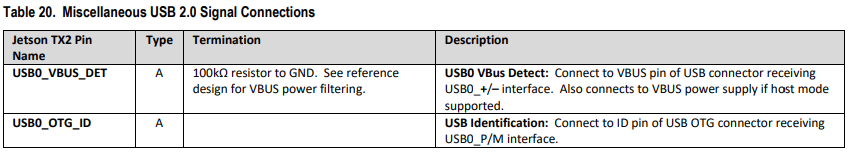 Table 20. Miscellaneous USB 2.0 Signal Connections
Jetson TX2 Pin Name Type Termination Description
USB0_VBUS_DET A 100kΩ resistor to GND. See reference design for VBUS power filtering. USB0 VBus Detect: Connect to VBUS pin of USB connector receiving USB0_+/– interface. Also connects to VBUS power supply if host mode supported.
USB0_OTG_ID A USB Identification: Connect to ID pin of USB OTG connector receiving USB0_P/M interface.